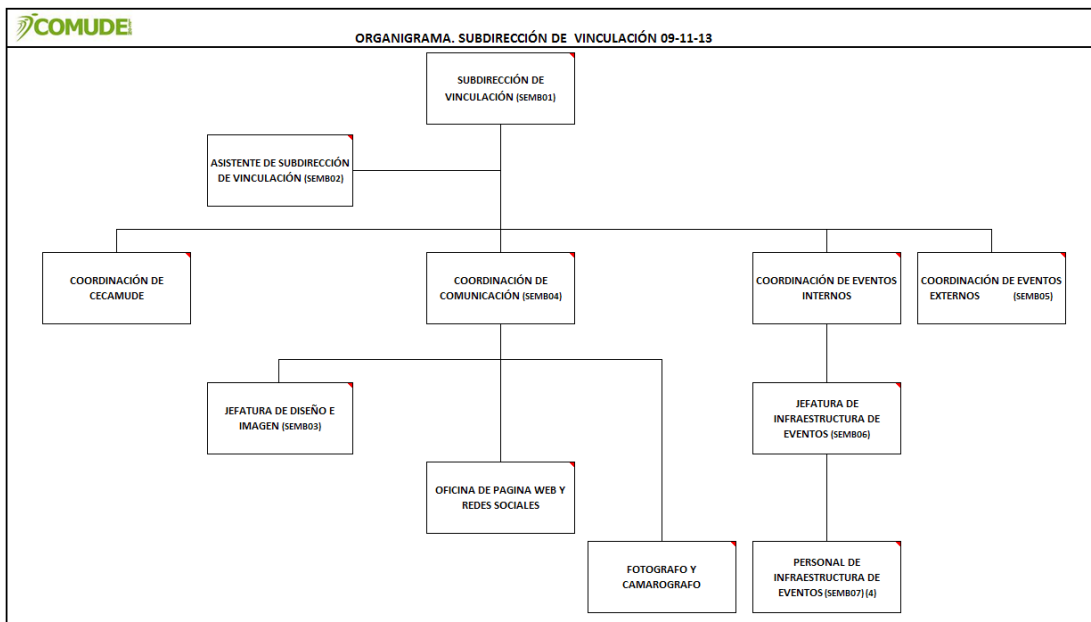 COMUDE
ORGANIGRAMA. SUBDIRECCIÓN DE VINCULACIÓN 09-11-13
SUBDIRECCIÓN DE
VINCULACIÓN (SEMB01)
ASISTENTE DE SUBDIRECCIÓN
DE VINCULACIÓN (SEMB02)
COORDINACIÓN DE
CECAMUDE
COORDINACIÓN DE
COMUNICACIÓN (SEMB04)
COORDINACIÓN DE EVENTOS
INTERNOS
COORDINACIÓN DE EVENTOS
EXTERNOS (SEMB05)
JEFATURA DE DISEÑO E
IMAGEN (SEMB03)
JEFATURA DE
INFRAESTRUCTURA DE
EVENTOS (SEMB06)
OFICINA DE PAGINA WEB Y
REDES SOCIALES
FOTOGRAFO Y
CAMAROGRAFO
PERSONAL DE
INFRAESTRUCTURA DE
EVENTOS (SEMB07) (4)